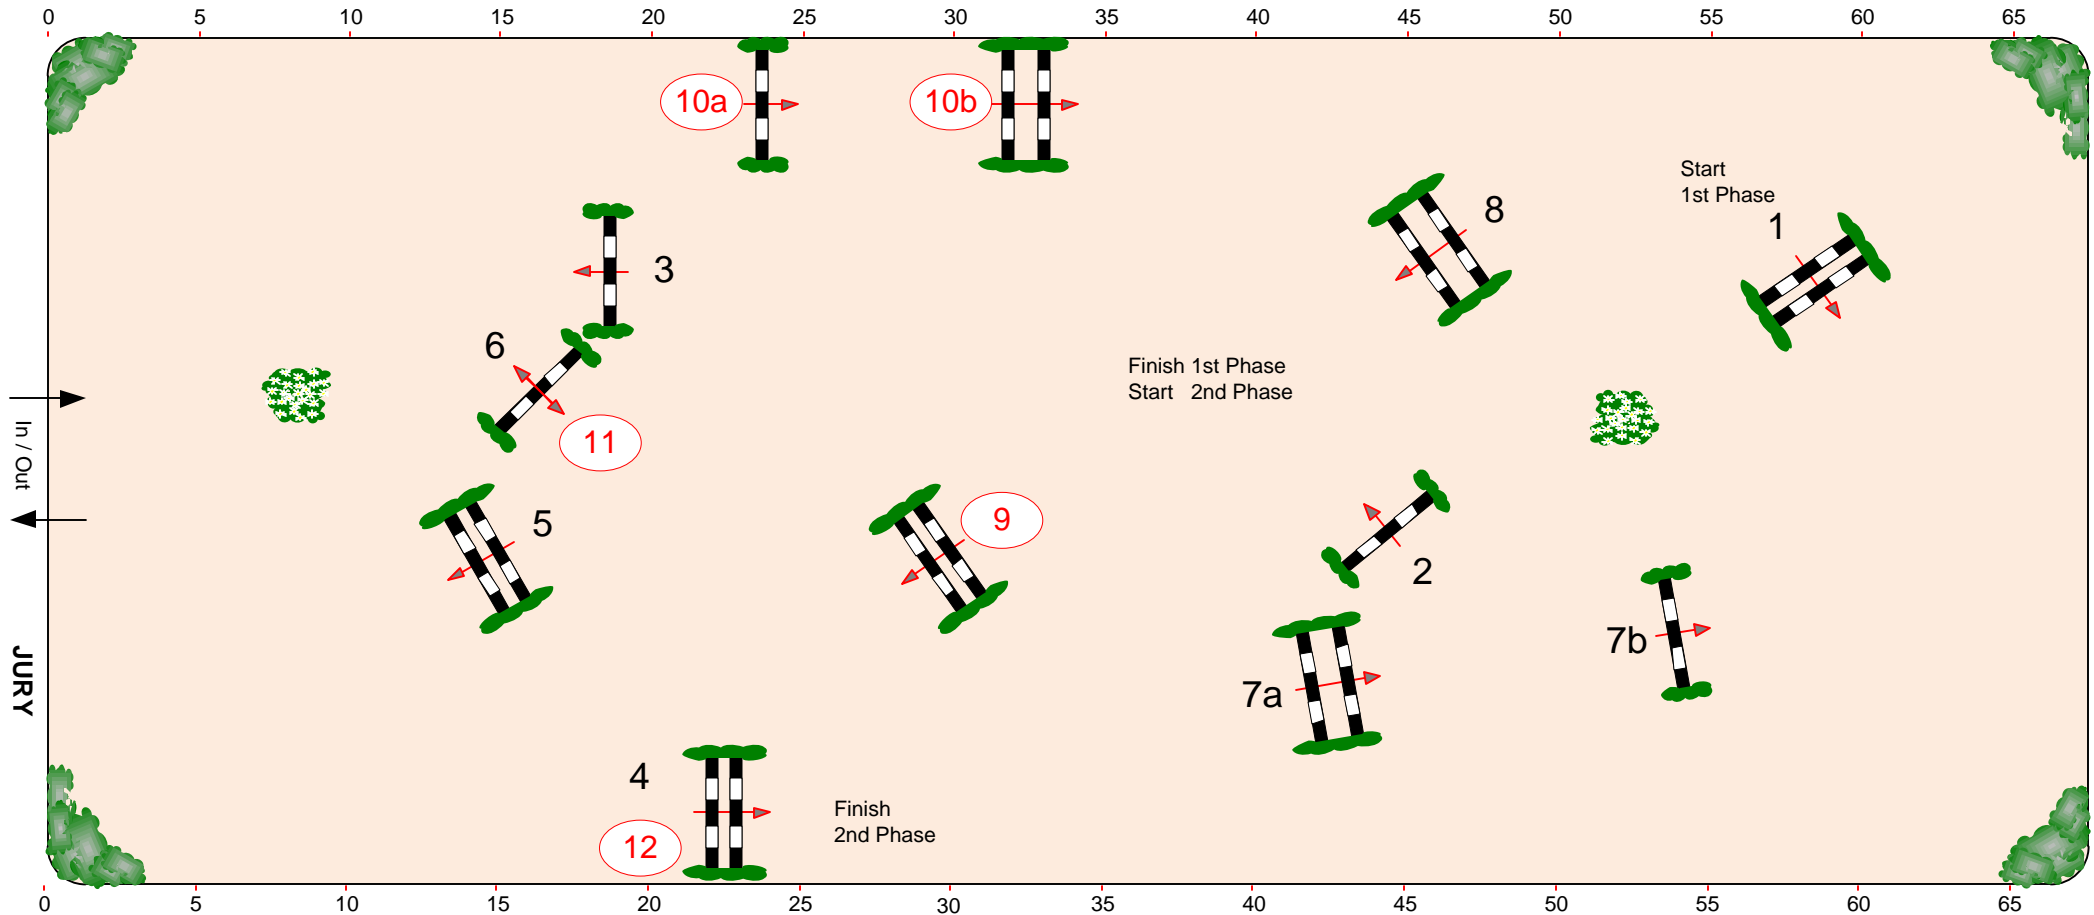 0 5 10 15 20 25 30 35 40 45 50 55 60 65
10a
10b
Start
1st Phase
8
1
3
6
Finish 1st Phase
Start 2nd Phase
In / Out
11
5
9
2
7b
7a
JURY
4
12
Finish
2nd Phase
0 5 10 15 20 25 30 35 40 45 50 55 60 65